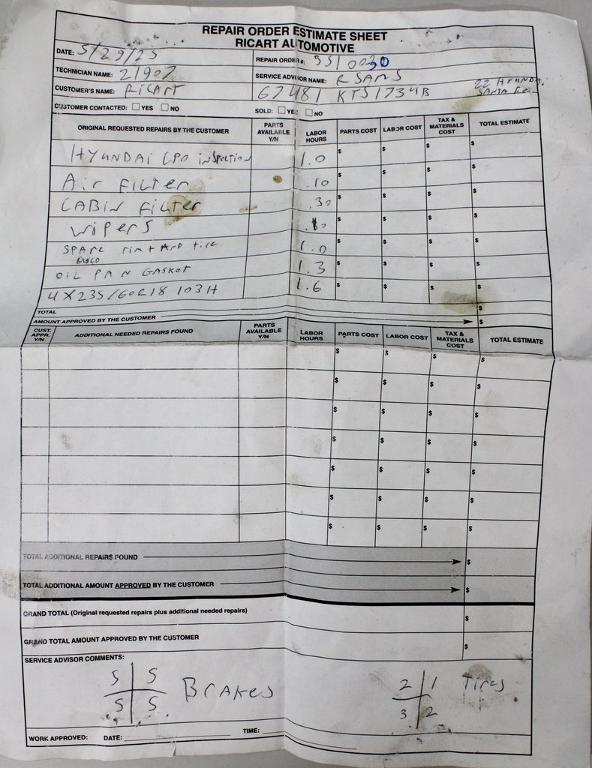 REPAIR ORDER ESTIMATE SHEET
RICART AUTOMOTIVE
DATE: 5/29/25 REPAIR ORDER #:
TECHNICIAN NAME: 21907 SERVICE ADVISOR NAME: R SAMS
CUSTOMER'S NAME: RICART 67481 KTS1734B 22 HYUNDAI SANTA FE
CUSTOMER CONTACTED: YES NO SOLD: YES NO
ORIGINAL REQUESTED REPAIRS BY THE CUSTOMER PARTS AVAILABLE Y/N LABOR HOURS PARTS COST LABOR COST TAX & MATERIALS COST TOTAL ESTIMATE
HYUNDAI CPO inspection 1.0 $ $ $ $
Air FilTer .10 $ $ $ $
CABIN FilTer .30 $ $ $ $
Wipers $ $ $ $
SPARE rim and tire 1.0 $ $ $ $
OIL PAN GASKET 1.3 $ $ $ $
4X235/60R18 103H 1.6 $ $ $ $
TOTAL $
AMOUNT APPROVED BY THE CUSTOMER $
CUST. APPR. Y/N ADDITIONAL NEEDED REPAIRS FOUND PARTS AVAILABLE Y/N LABOR HOURS PARTS COST LABOR COST TAX & MATERIALS COST TOTAL ESTIMATE
$ $ $ $
$ $ $ $
$ $ $ $
$ $ $ $
$ $ $ $
$ $ $ $
$ $ $ $
TOTAL ADDITIONAL REPAIRS FOUND $
TOTAL ADDITIONAL AMOUNT APPROVED BY THE CUSTOMER $
GRAND TOTAL (Original requested repairs plus additional needed repairs) $
GRAND TOTAL AMOUNT APPROVED BY THE CUSTOMER $
SERVICE ADVISOR COMMENTS:
5 5 BrAKes 2 1 Tires
5 5 3 2
WORK APPROVED: DATE: TIME: